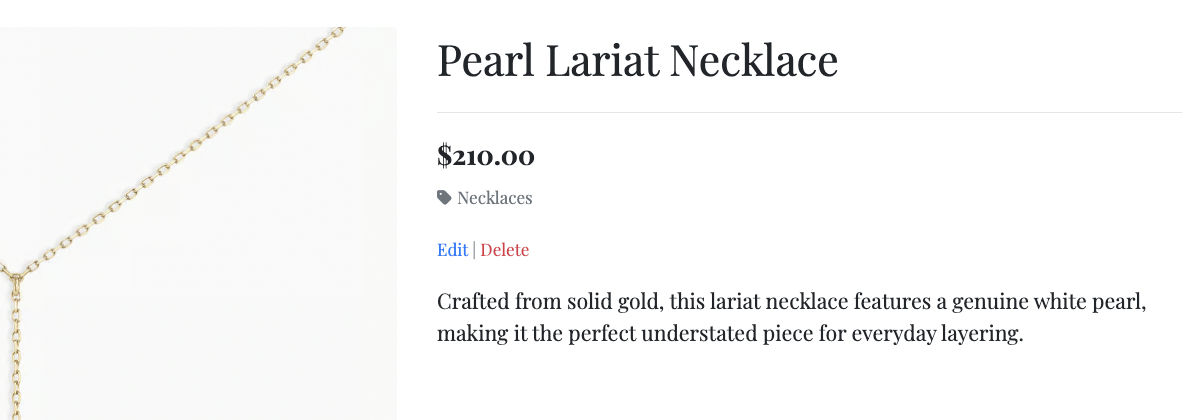 Pearl Lariat Necklace
$210.00
Necklaces
Edit | Delete
Crafted from solid gold, this lariat necklace features a genuine white pearl,
making it the perfect understated piece for everyday layering.